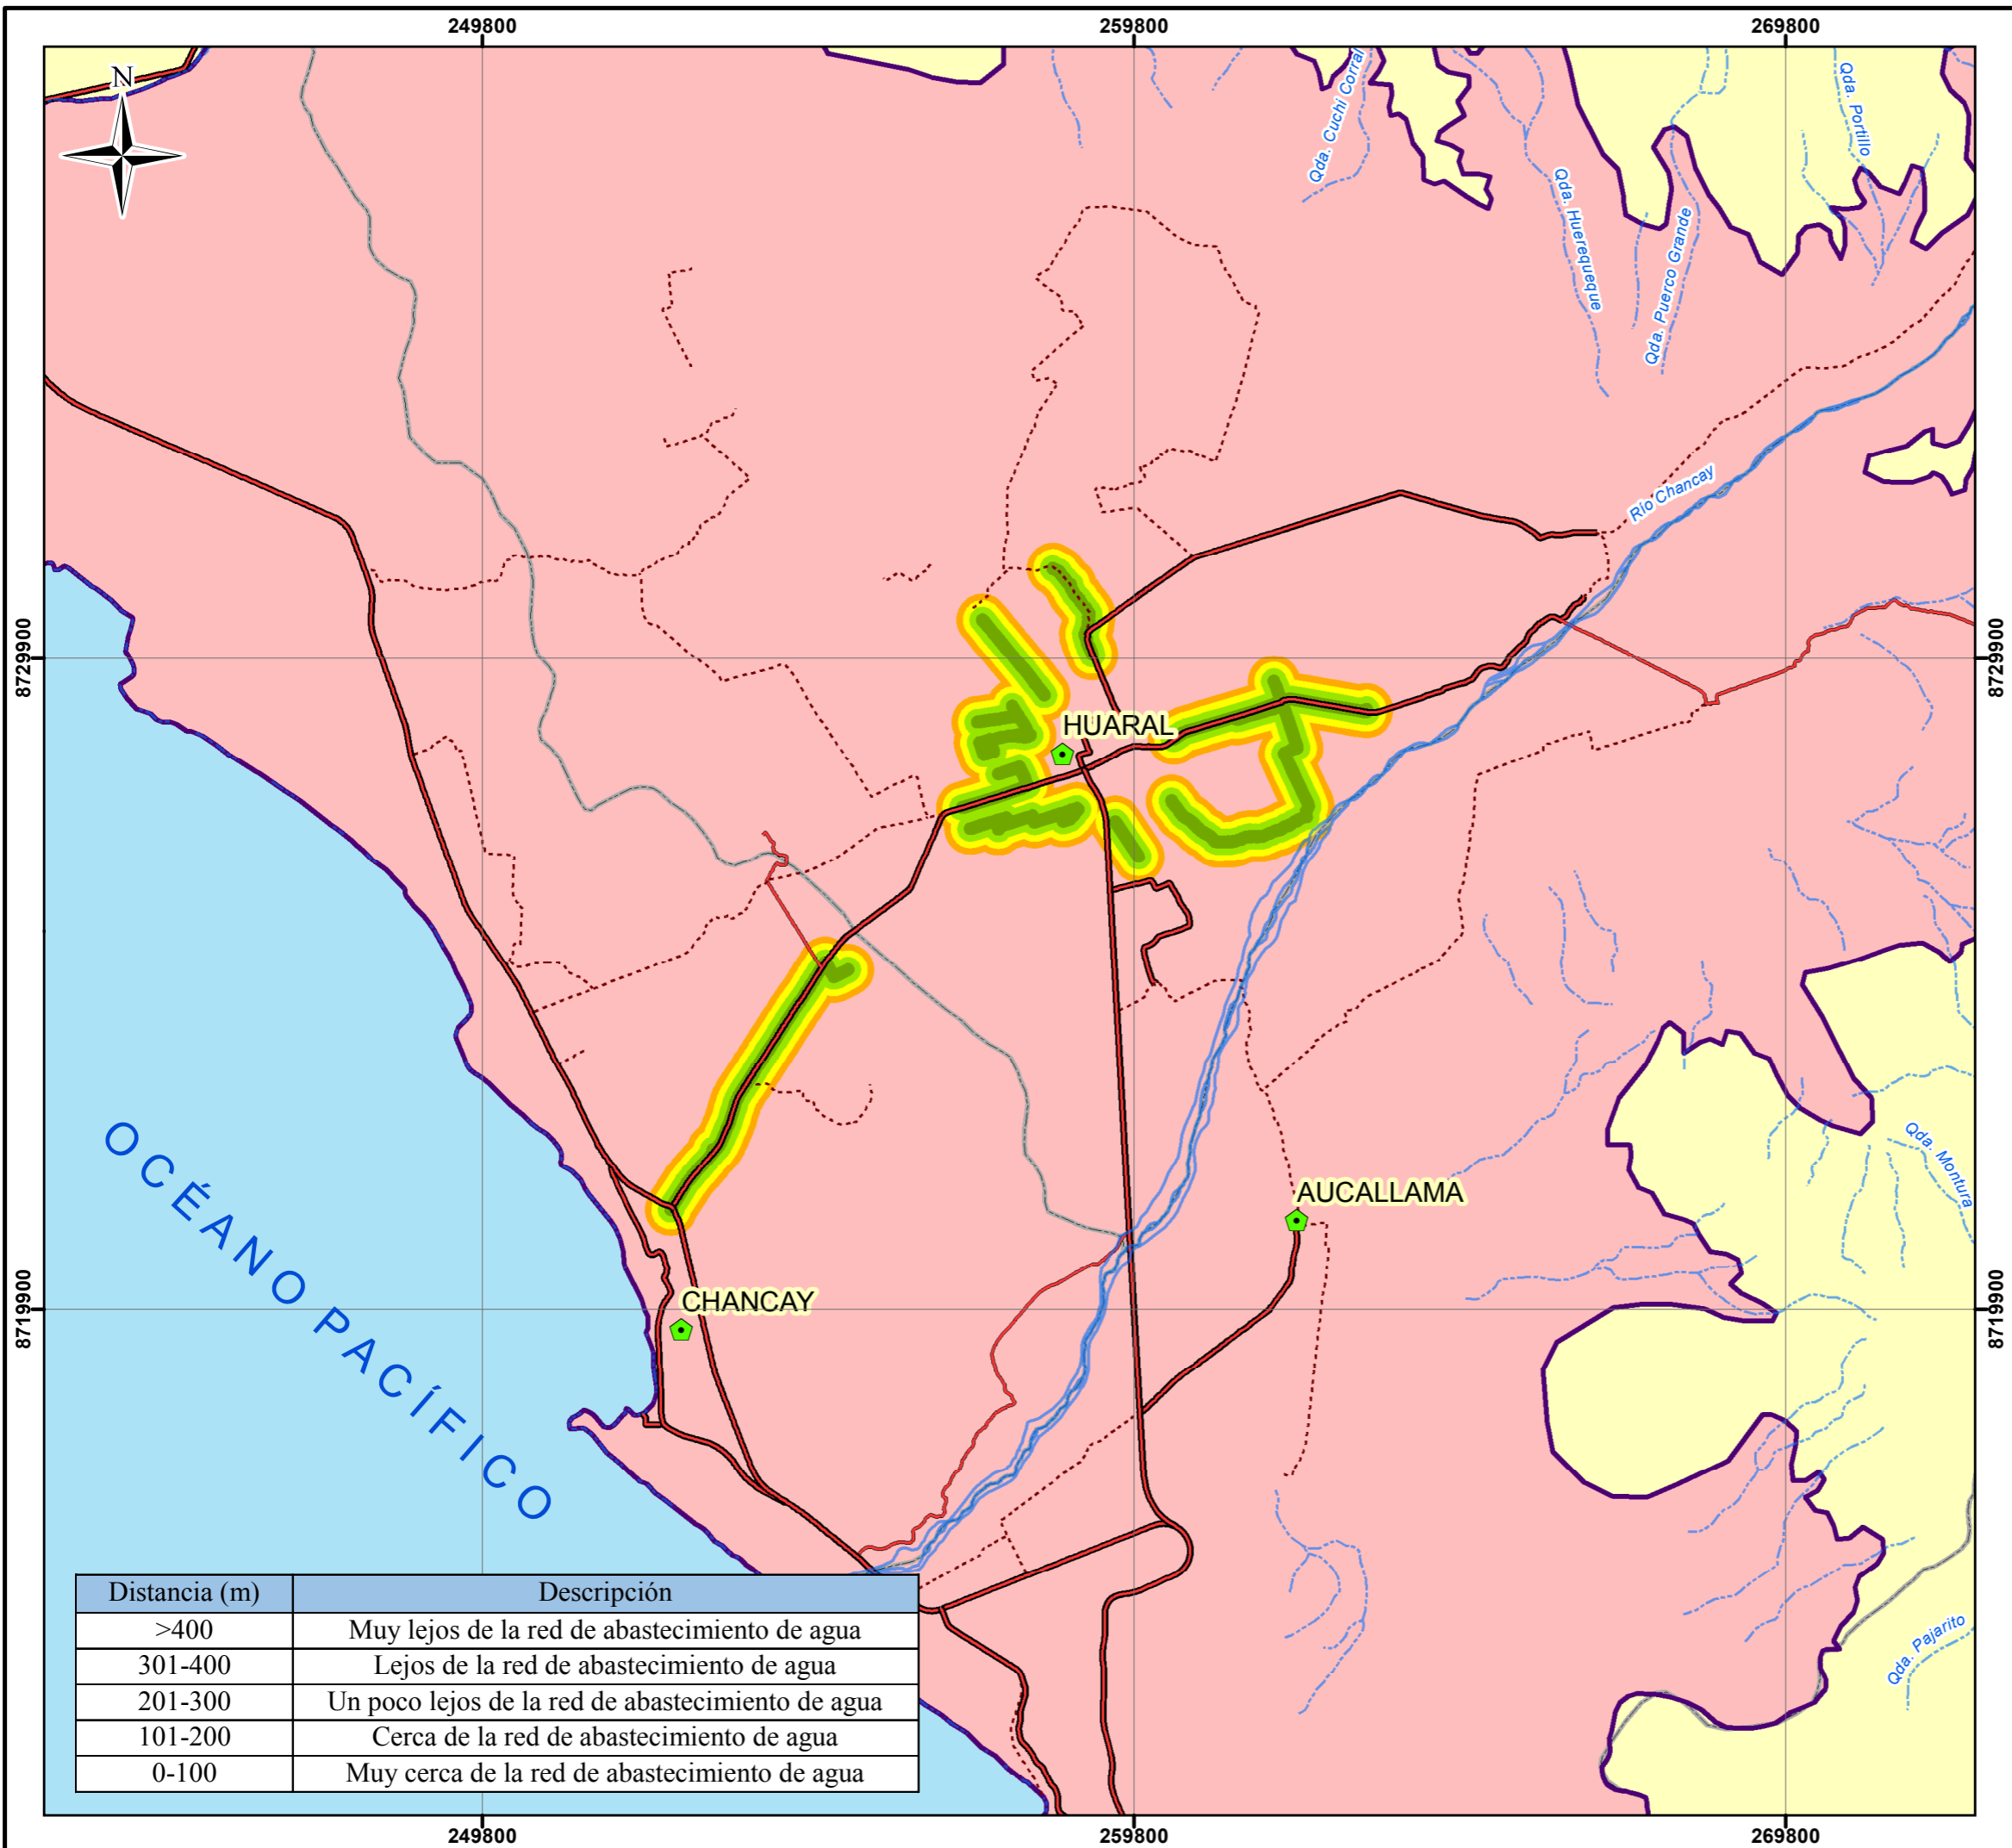 249800 259800 269800
N
Qda. Cuchi Corral
Qda. Portillo
Qda. Huerequeque
Qda. Puerco Grande
Río Chancay
8729900 8729900
HUARAL
Qda. Montura
AUCALLAMA
OCÉANO PACÍFICO
CHANCAY
8719900 8719900
Qda. Pajarito
Distancia (m) Descripción
>400 Muy lejos de la red de abastecimiento de agua
301-400 Lejos de la red de abastecimiento de agua
201-300 Un poco lejos de la red de abastecimiento de agua
101-200 Cerca de la red de abastecimiento de agua
0-100 Muy cerca de la red de abastecimiento de agua
249800 259800 269800